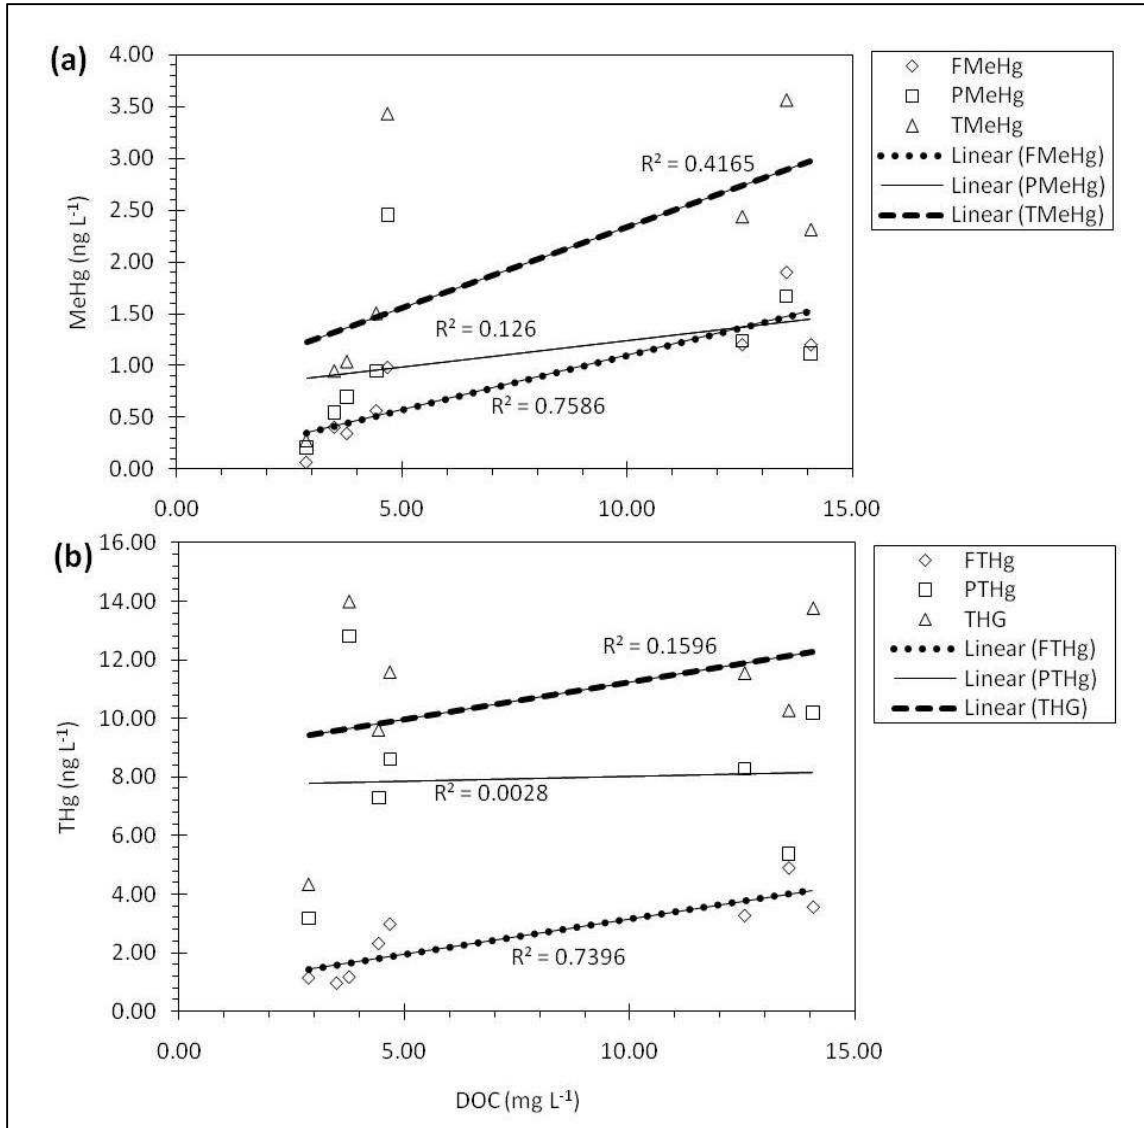 (a)
4.00
3.50
3.00
2.50
2.00
1.50
1.00
0.50
0.00
MeHg (ng L⁻¹)
0.00 5.00 10.00 15.00
R² = 0.4165
R² = 0.126
R² = 0.7586
FMeHg
PMeHg
TMeHg
Linear (FMeHg)
Linear (PMeHg)
Linear (TMeHg)
(b)
16.00
14.00
12.00
10.00
8.00
6.00
4.00
2.00
0.00
THg (ng L⁻¹)
0.00 5.00 10.00 15.00
DOC (mg L⁻¹)
R² = 0.1596
R² = 0.0028
R² = 0.7396
FTHg
PTHg
THG
Linear (FTHg)
Linear (PTHg)
Linear (THG)